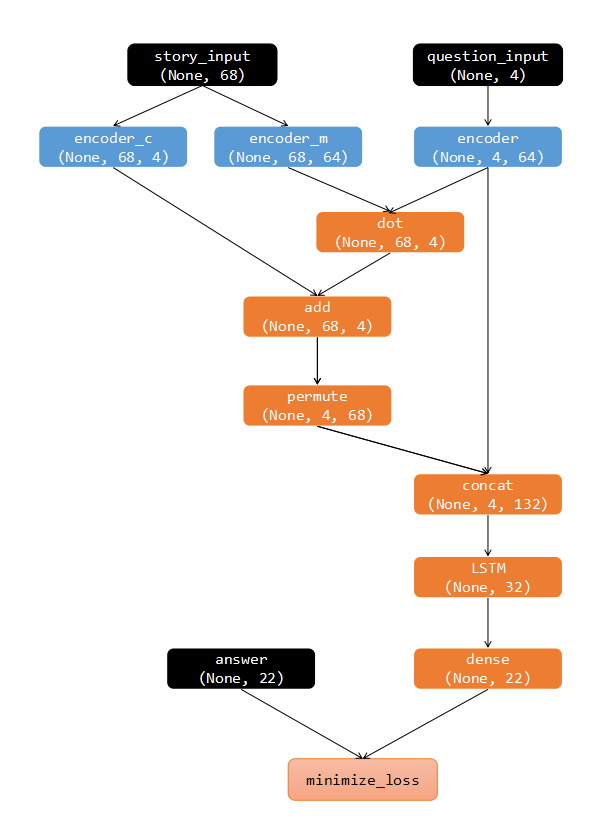 story_input
(None, 68)
question_input
(None, 4)
encoder_c
(None, 68, 4)
encoder_m
(None, 68, 64)
encoder
(None, 4, 64)
dot
(None, 68, 4)
add
(None, 68, 4)
permute
(None, 4, 68)
concat
(None, 4, 132)
LSTM
(None, 32)
answer
(None, 22)
dense
(None, 22)
minimize_loss